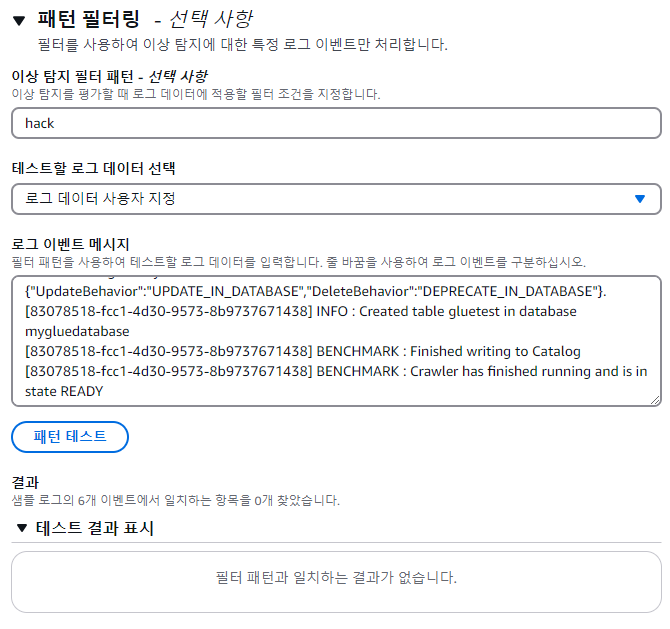 ▼ 패턴 필터링 - 선택 사항
필터를 사용하여 이상 탐지에 대한 특정 로그 이벤트만 처리합니다.
이상 탐지 필터 패턴 - 선택 사항
이상 탐지를 평가할 때 로그 데이터에 적용할 필터 조건을 지정합니다.
hack
테스트할 로그 데이터 선택
로그 데이터 사용자 지정
로그 이벤트 메시지
필터 패턴을 사용하여 테스트할 로그 데이터를 입력합니다. 줄 바꿈을 사용하여 로그 이벤트를 구분하십시오.
{"UpdateBehavior":"UPDATE_IN_DATABASE","DeleteBehavior":"DEPRECATE_IN_DATABASE"}.
[83078518-fcc1-4d30-9573-8b9737671438] INFO : Created table gluetest in database
mygluedatabase
[83078518-fcc1-4d30-9573-8b9737671438] BENCHMARK : Finished writing to Catalog
[83078518-fcc1-4d30-9573-8b9737671438] BENCHMARK : Crawler has finished running and is in
state READY
패턴 테스트
결과
샘플 로그의 6개 이벤트에서 일치하는 항목을 0개 찾았습니다.
▼ 테스트 결과 표시
필터 패턴과 일치하는 결과가 없습니다.